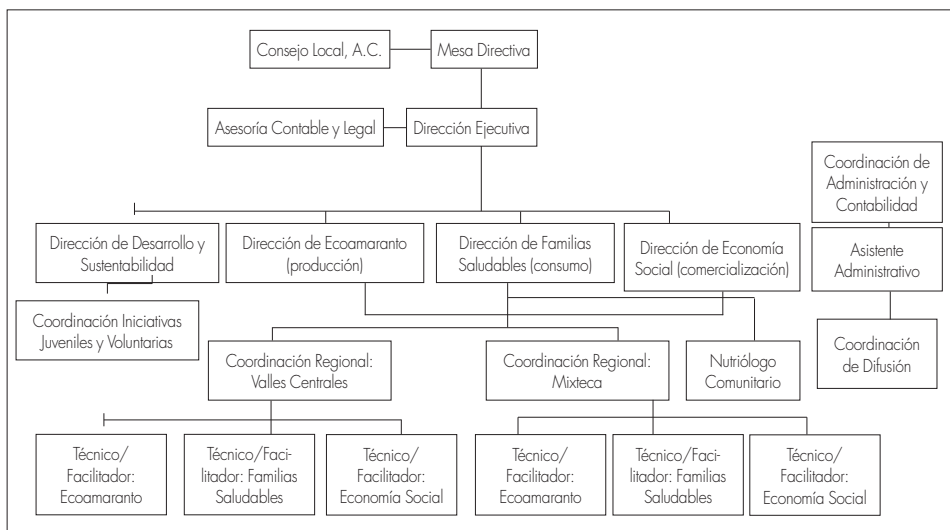 Consejo Local, A.C.
Mesa Directiva
Asesoría Contable y Legal
Dirección Ejecutiva
Coordinación de
Administración y
Contabilidad
Dirección de Desarrollo y
Sustentabilidad
Dirección de Ecoamaranto
(producción)
Dirección de Familias
Saludables (consumo)
Dirección de Economía
Social (comercialización)
Asistente
Administrativo
Coordinación Iniciativas
Juveniles y Voluntarias
Coordinación Regional:
Valles Centrales
Coordinación Regional:
Mixteca
Nutriólogo
Comunitario
Coordinación
de Difusión
Técnico/
Facilitador:
Ecoamaranto
Técnico/Faci-
litador: Familias
Saludables
Técnico/
Facilitador:
Economía Social
Técnico/
Facilitador:
Ecoamaranto
Técnico/Faci-
litador: Familias
Saludables
Técnico/
Facilitador:
Economía Social